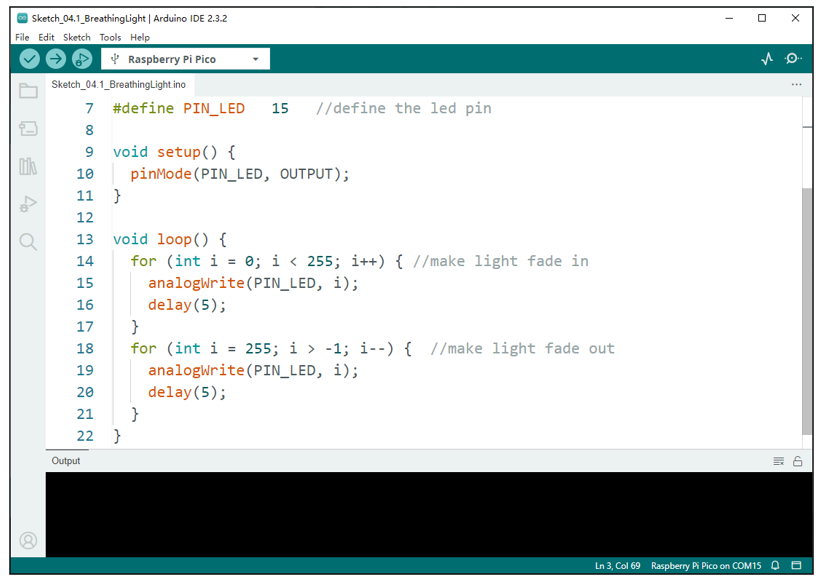 Sketch_04.1_BreathingLight | Arduino IDE 2.3.2
File Edit Sketch Tools Help
Raspberry Pi Pico
Sketch_04.1_BreathingLight.ino
7 #define PIN_LED   15   //define the led pin
8
9 void setup() {
10   pinMode(PIN_LED, OUTPUT);
11 }
12
13 void loop() {
14   for (int i = 0; i < 255; i++) { //make light fade in
15     analogWrite(PIN_LED, i);
16     delay(5);
17   }
18   for (int i = 255; i > -1; i--) {  //make light fade out
19     analogWrite(PIN_LED, i);
20     delay(5);
21   }
22 }
Output
Ln 3, Col 69 Raspberry Pi Pico on COM15